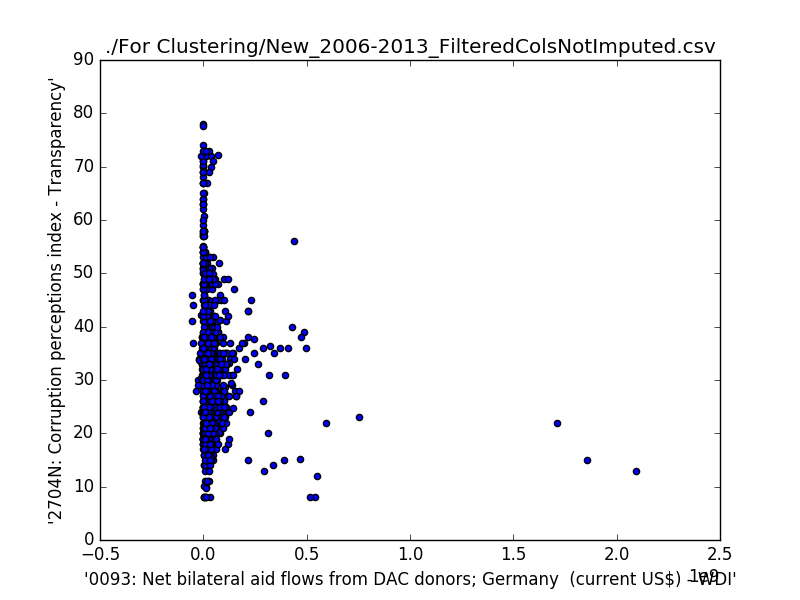 ./For Clustering/New_2006-2013_FilteredColsNotImputed.csv
'2704N: Corruption perceptions index - Transparency'
90
80
70
60
50
40
30
20
10
0
−0.5 0.0 0.5 1.0 1.5 2.0 2.5
1e9
'0093: Net bilateral aid flows from DAC donors; Germany  (current US$) - WDI'